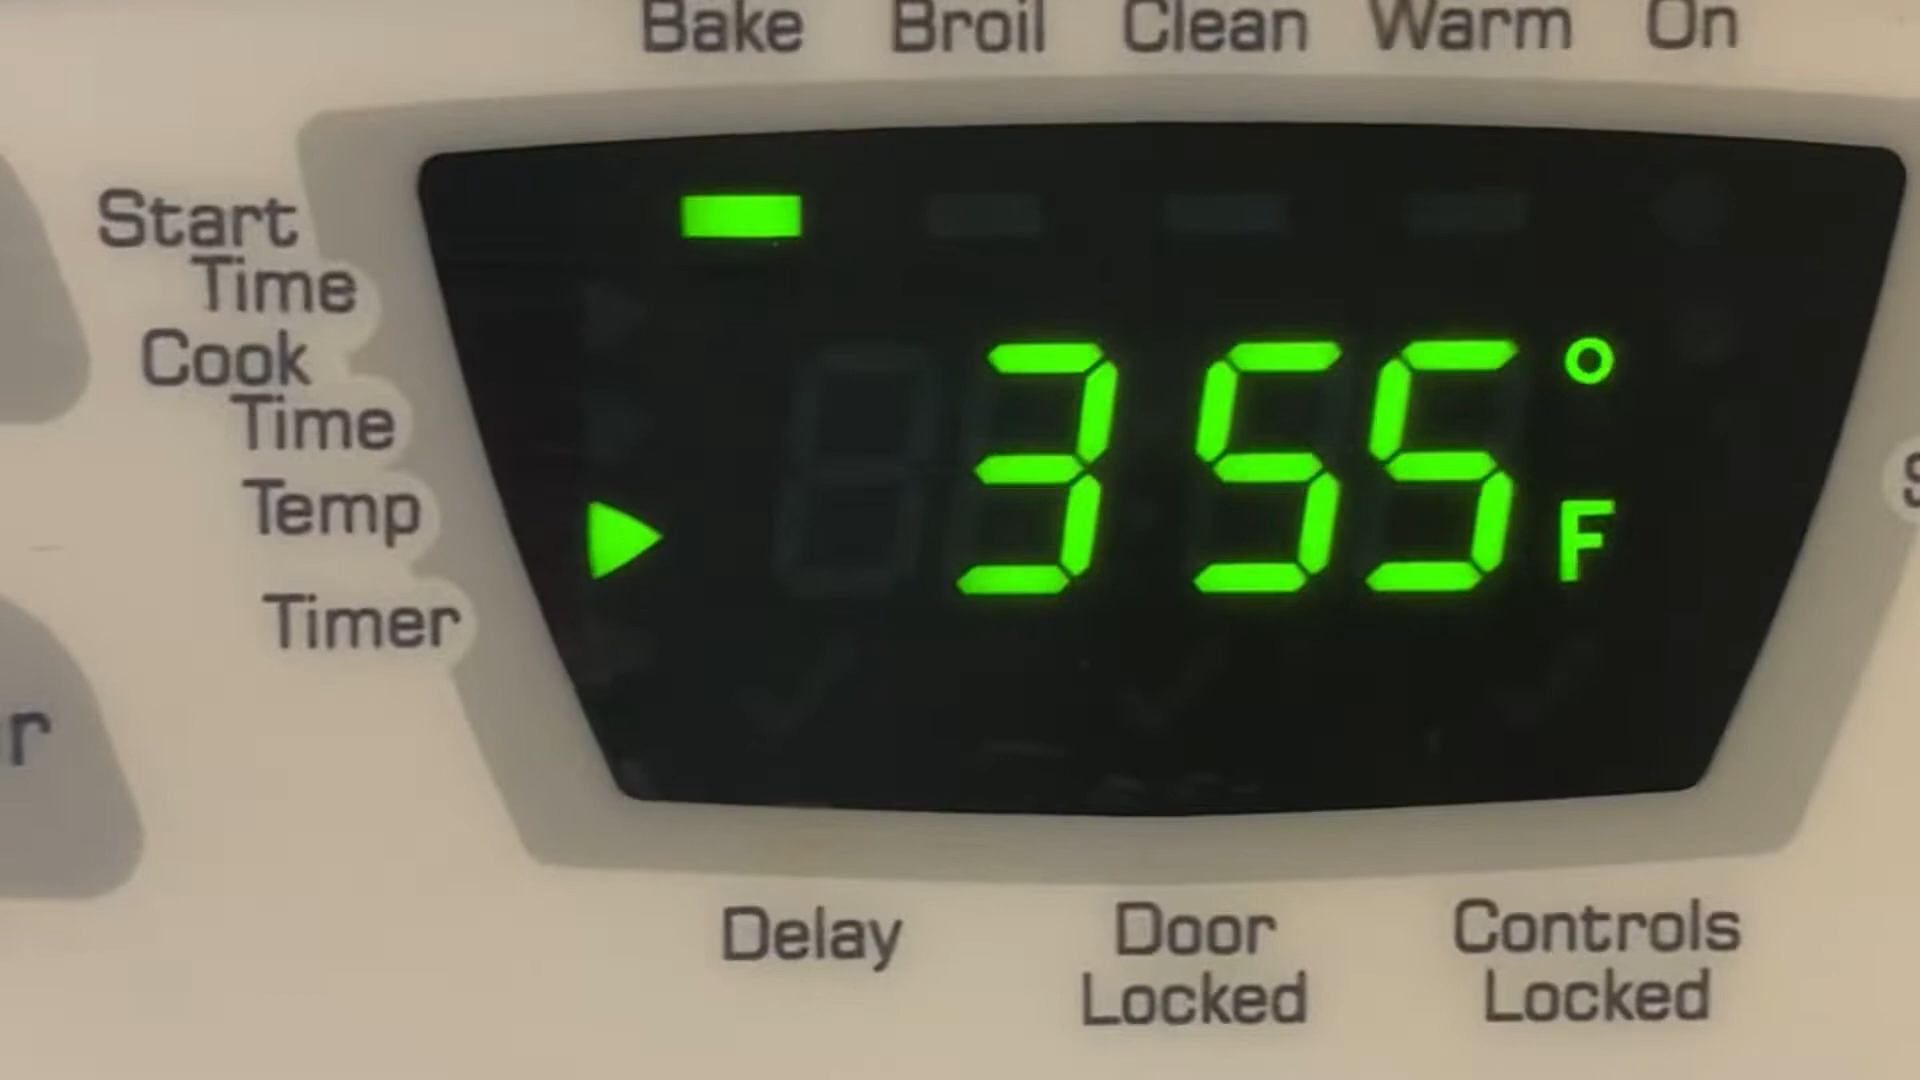 Bake Broil Clean Warm On
Start
Time
Cook
Time
Temp
Timer
355°
F
r
Delay Door Controls
Locked Locked